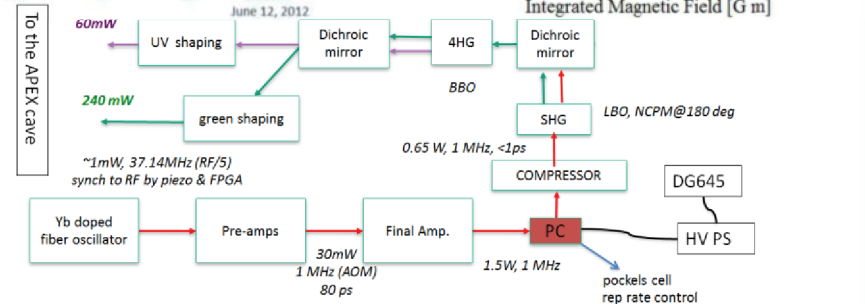 Integrated Magnetic Field [G m]
June 12, 2012
To the APEX cave
60mW
UV shaping
Dichroic
mirror
4HG
Dichroic
mirror
BBO
240 mW
green shaping
SHG
LBO, NCPM@180 deg
~1mW, 37.14MHz (RF/5)
synch to RF by piezo & FPGA
0.65 W, 1 MHz, <1ps
COMPRESSOR
DG645
Yb doped
fiber oscillator
Pre-amps
Final Amp.
PC
HV PS
30mW
1 MHz (AOM)
80 ps
1.5W, 1 MHz
pockels cell
rep rate control